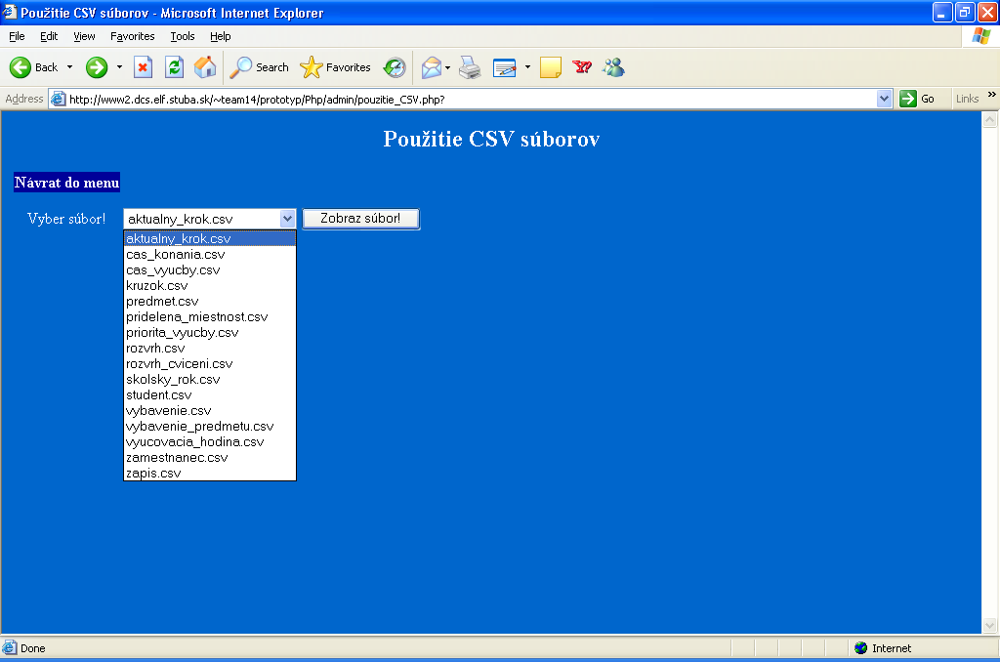 Použitie CSV súborov - Microsoft Internet Explorer
File Edit View Favorites Tools Help
Back Search Favorites
Address http://www2.dcs.elf.stuba.sk/~team14/prototyp/Php/admin/pouzitie_CSV.php? Go Links »
Použitie CSV súborov
Návrat do menu
Vyber súbor! aktualny_krok.csv Zobraz súbor!
aktualny_krok.csv
cas_konania.csv
cas_vyucby.csv
kruzok.csv
predmet.csv
pridelena_miestnost.csv
priorita_vyucby.csv
rozvrh.csv
rozvrh_cviceni.csv
skolsky_rok.csv
student.csv
vybavenie.csv
vybavenie_predmetu.csv
vyucovacia_hodina.csv
zamestnanec.csv
zapis.csv
Done Internet